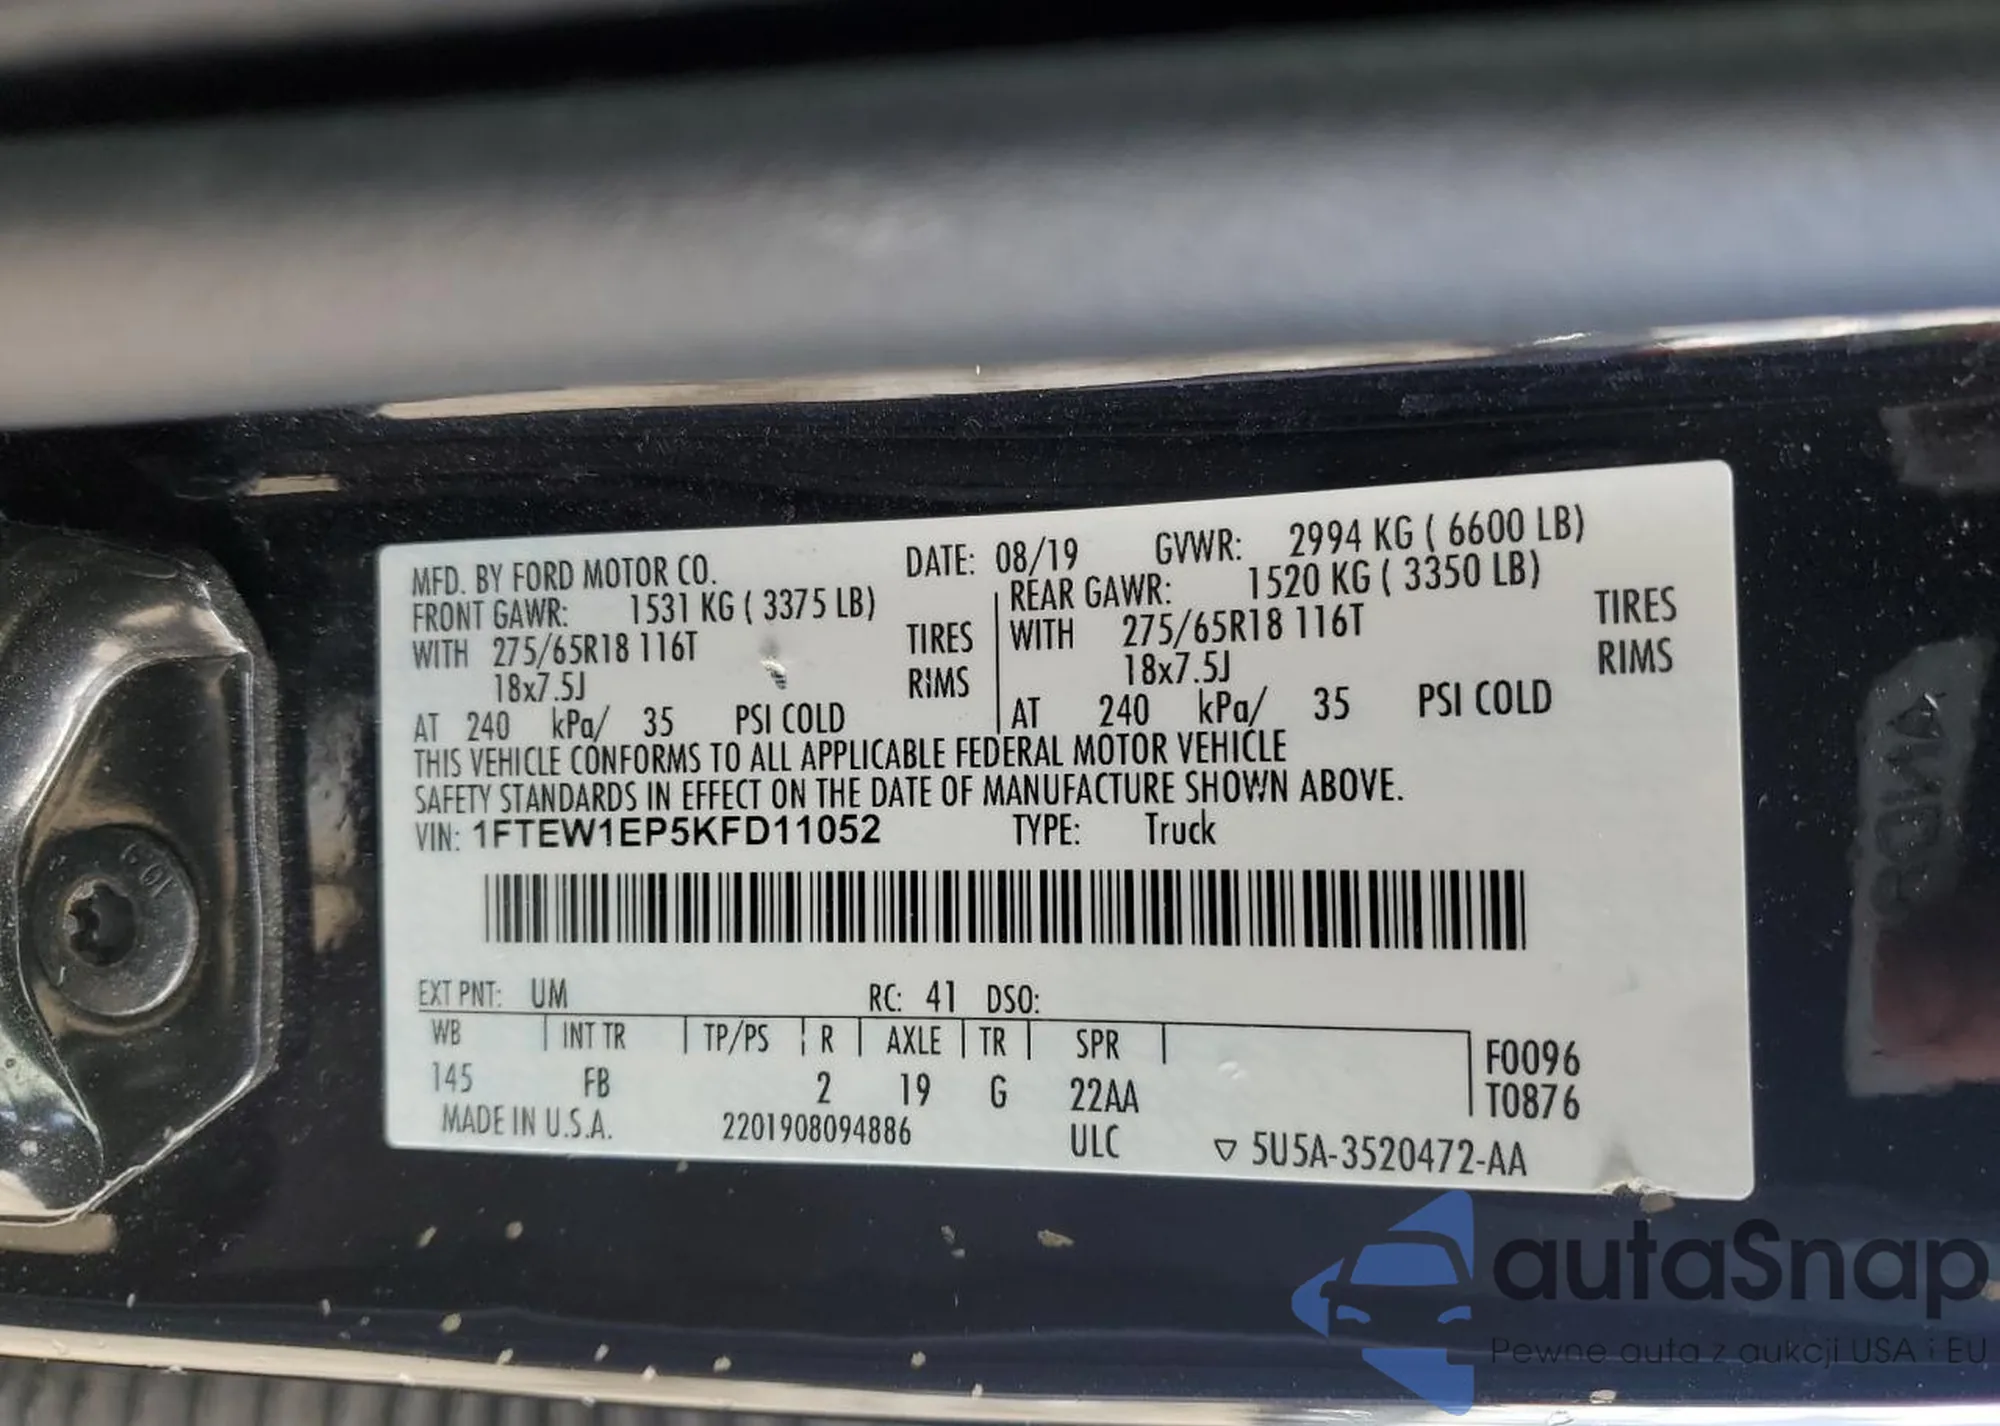 MFD. BY FORD MOTOR CO. DATE: 08/19 GVWR: 2994 KG ( 6600 LB)
FRONT GAWR: 1531 KG ( 3375 LB) REAR GAWR: 1520 KG ( 3350 LB)
WITH 275/65R18 116T TIRES WITH 275/65R18 116T TIRES
18x7.5J RIMS 18x7.5J RIMS
AT 240 kPa/ 35 PSI COLD AT 240 kPa/ 35 PSI COLD
THIS VEHICLE CONFORMS TO ALL APPLICABLE FEDERAL MOTOR VEHICLE
SAFETY STANDARDS IN EFFECT ON THE DATE OF MANUFACTURE SHOWN ABOVE.
VIN: 1FTEW1EP5KFD11052 TYPE: Truck
EXT PNT: UM RC: 41 DSO:
WB INT TR TP/PS R AXLE TR SPR F0096
145 FB 2 19 G 22AA T0876
MADE IN U.S.A. 2201908094886 ULC ▽ 5U5A-3520472-AA
autaSnap
Pewne auta z aukcji USA i EU